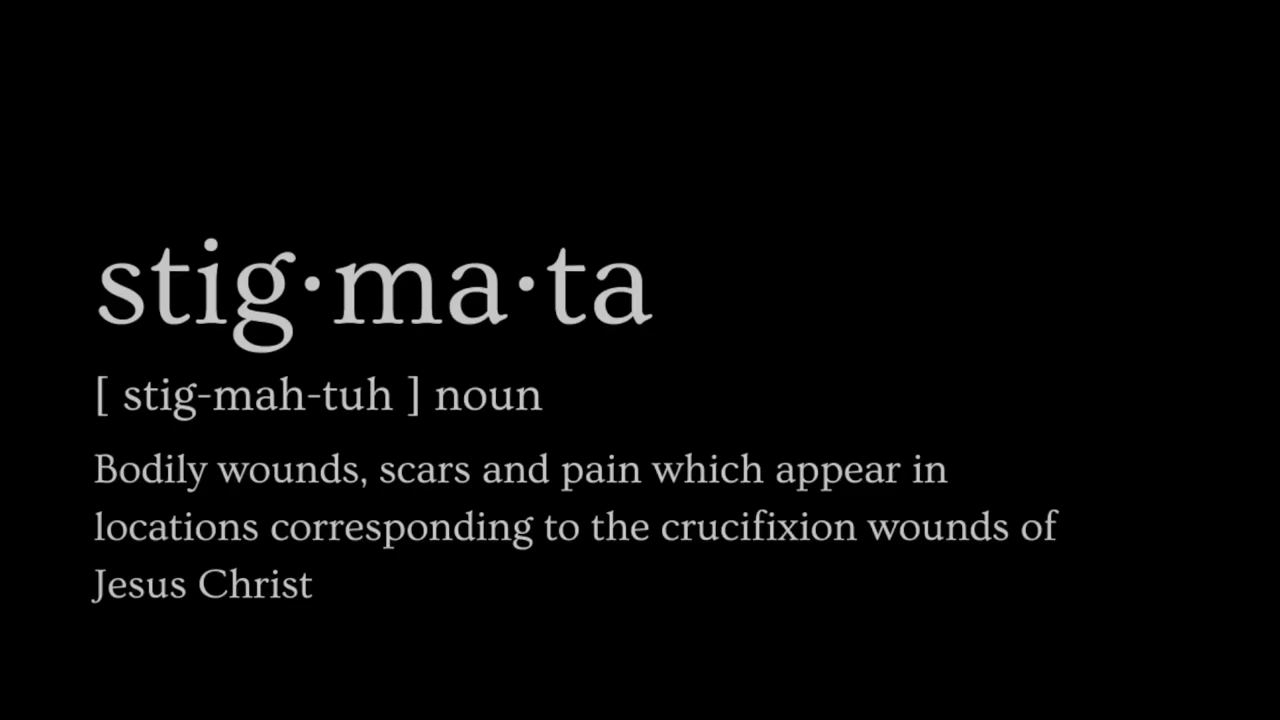 stig·ma·ta
[ stig-mah-tuh ] noun
Bodily wounds, scars and pain which appear in
locations corresponding to the crucifixion wounds of
Jesus Christ